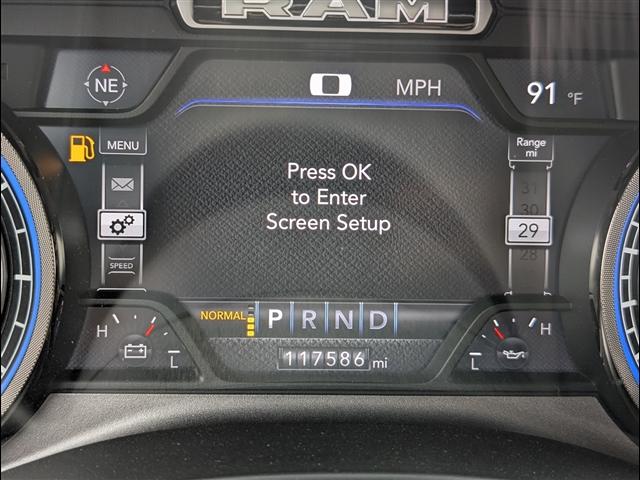 RAM
NE
0 MPH
91 °F
MENU
Range
mi
Press OK
to Enter
Screen Setup
31
30
29
28
SPEED
NORMAL P R N D
H L
117586 mi
L H